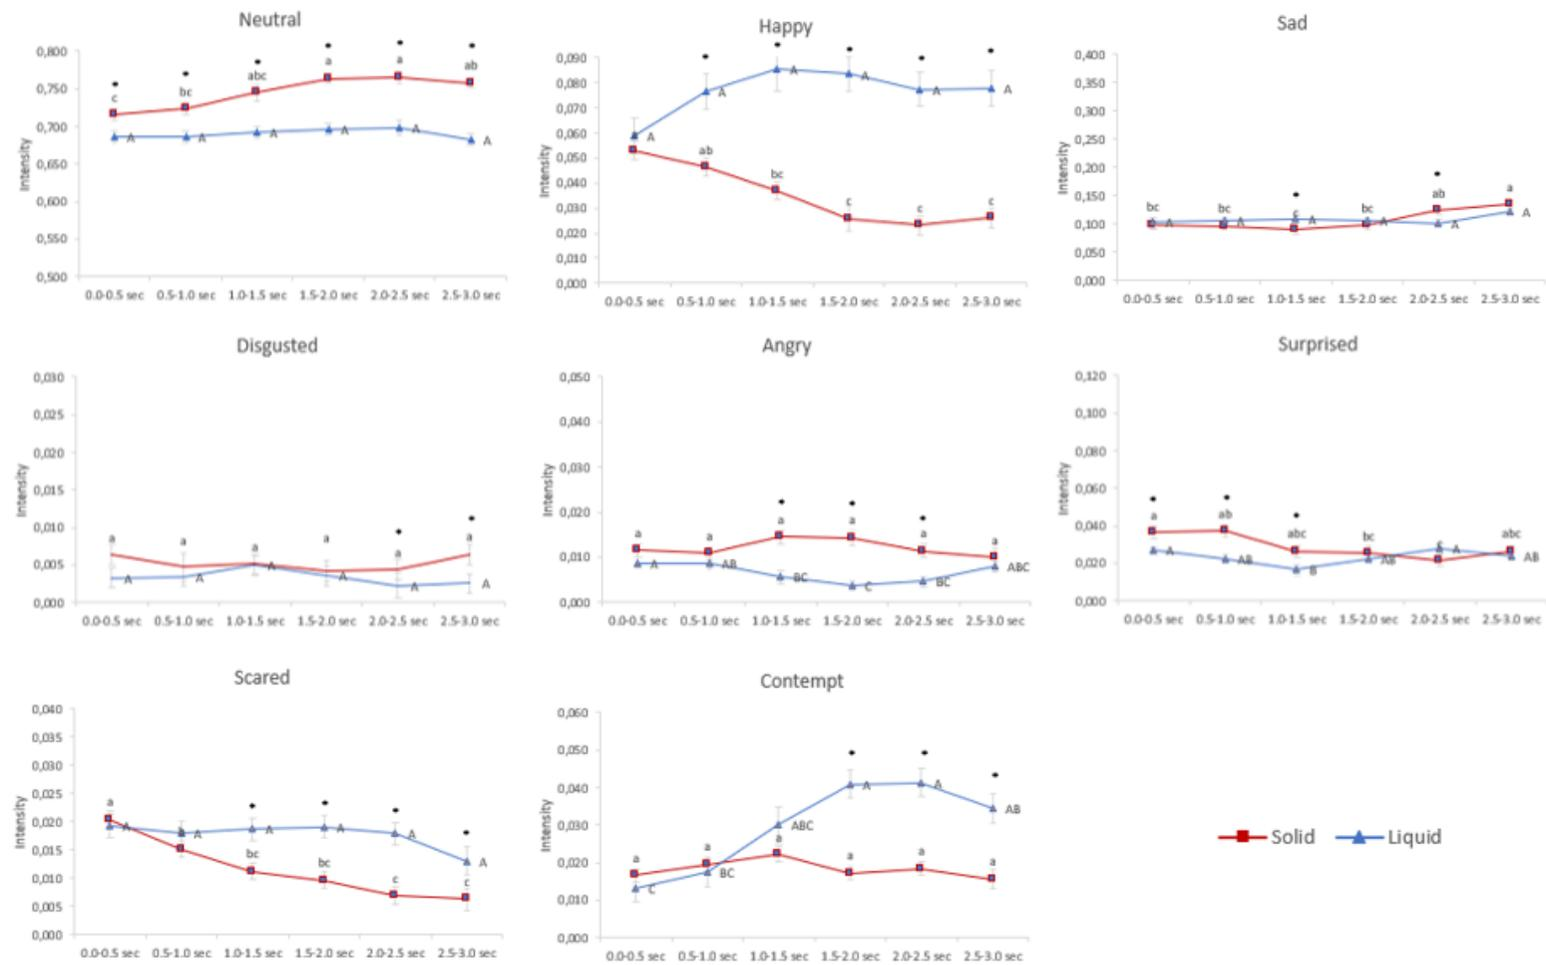 Neutral
Intensity
0,800
0,750
0,700
0,650
0,600
0,550
0,500
• • • • • •
c bc abc a a ab
A A A A A A
0.0-0.5 sec 0.5-1.0 sec 1.0-1.5 sec 1.5-2.0 sec 2.0-2.5 sec 2.5-3.0 sec
Happy
Intensity
0,090
0,080
0,070
0,060
0,050
0,040
0,030
0,020
0,010
0,000
• • • • •
A A A A A A
ab bc c c c
0.0-0.5 sec 0.5-1.0 sec 1.0-1.5 sec 1.5-2.0 sec 2.0-2.5 sec 2.5-3.0 sec
Sad
Intensity
0,400
0,350
0,300
0,250
0,200
0,150
0,100
0,050
0,000
• •
bc bc c bc ab a
A A A A A A
0.0-0.5 sec 0.5-1.0 sec 1.0-1.5 sec 1.5-2.0 sec 2.0-2.5 sec 2.5-3.0 sec
Disgusted
Intensity
0,030
0,025
0,020
0,015
0,010
0,005
0,000
• •
a a a a a a
A A A A A A
0.0-0.5 sec 0.5-1.0 sec 1.0-1.5 sec 1.5-2.0 sec 2.0-2.5 sec 2.5-3.0 sec
Angry
Intensity
0,050
0,040
0,030
0,020
0,010
0,000
• • •
a a a a a a
A AB BC C BC ABC
0.0-0.5 sec 0.5-1.0 sec 1.0-1.5 sec 1.5-2.0 sec 2.0-2.5 sec 2.5-3.0 sec
Surprised
Intensity
0,120
0,100
0,080
0,060
0,040
0,020
0,000
• • •
a ab abc bc c abc
A AB B AB A AB
0.0-0.5 sec 0.5-1.0 sec 1.0-1.5 sec 1.5-2.0 sec 2.0-2.5 sec 2.5-3.0 sec
Scared
Intensity
0,040
0,035
0,030
0,025
0,020
0,015
0,010
0,005
0,000
• • • •
A A A A A A
a bc bc c c
0.0-0.5 sec 0.5-1.0 sec 1.0-1.5 sec 1.5-2.0 sec 2.0-2.5 sec 2.5-3.0 sec
Contempt
Intensity
0,060
0,050
0,040
0,030
0,020
0,010
0,000
• • •
C BC ABC A A AB
a a a a a a
0.0-0.5 sec 0.5-1.0 sec 1.0-1.5 sec 1.5-2.0 sec 2.0-2.5 sec 2.5-3.0 sec
Solid Liquid